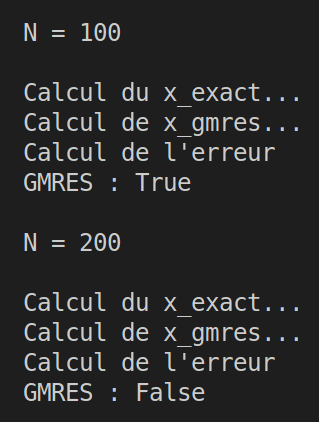 N = 100
Calcul du x_exact...
Calcul de x_gmres...
Calcul de l'erreur
GMRES : True
N = 200
Calcul du x_exact...
Calcul de x_gmres...
Calcul de l'erreur
GMRES : False